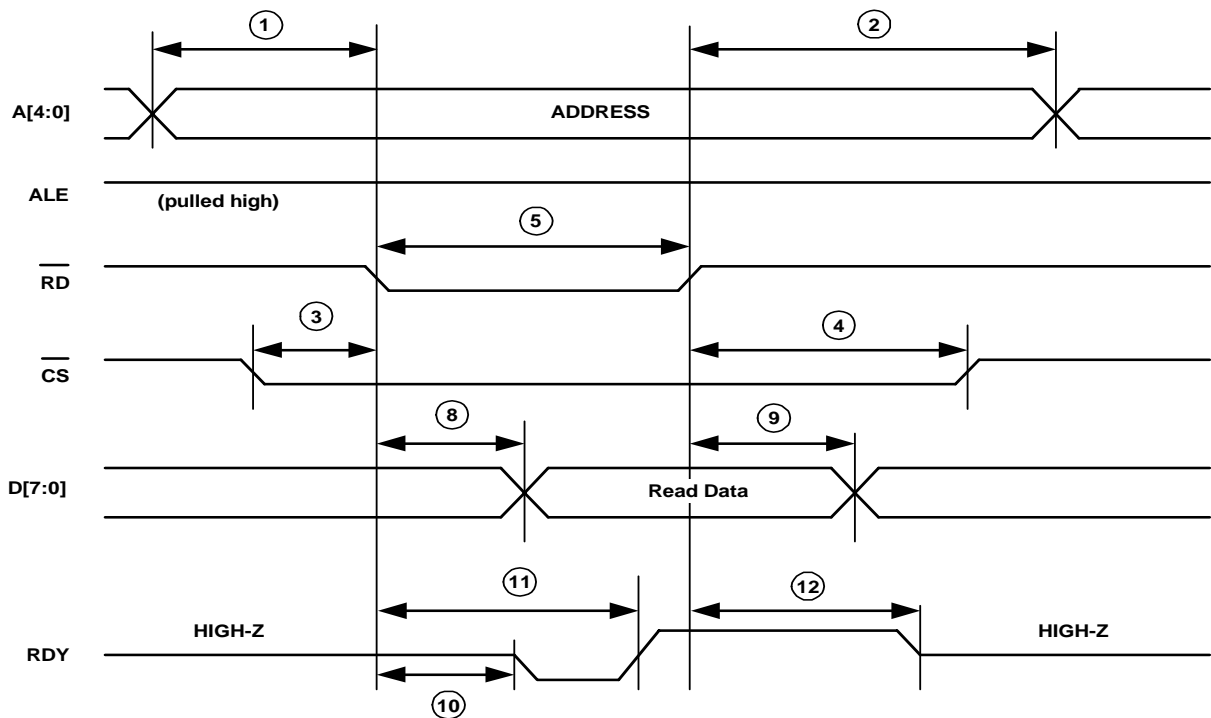 1
2
A[4:0]
ADDRESS
ALE
(pulled high)
5
RD
3
4
CS
8
9
D[7:0]
Read Data
11
12
HIGH-Z
HIGH-Z
RDY
10